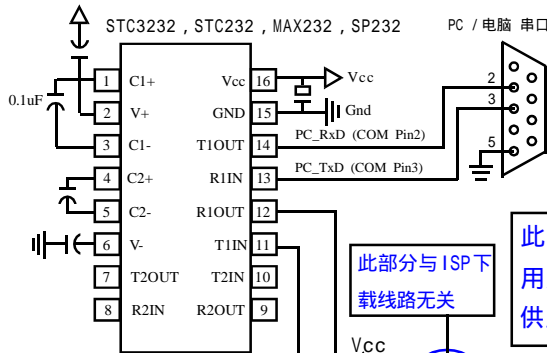 STC3232 , STC232 , MAX232 , SP232
PC / 电脑 串口
0.1uF
1 C1+ Vcc 16 Vcc
2 V+ GND 15 Gnd
3 C1- T1OUT 14 PC_RxD (COM Pin2)
4 C2+ R1IN 13 PC_TxD (COM Pin3)
5 C2- R1OUT 12
6 V- T1IN 11
7 T2OUT T2IN 10
8 R2IN R2OUT 9
2
3
5
此部分与ISP下
载线路无关
Vcc
此
用
供